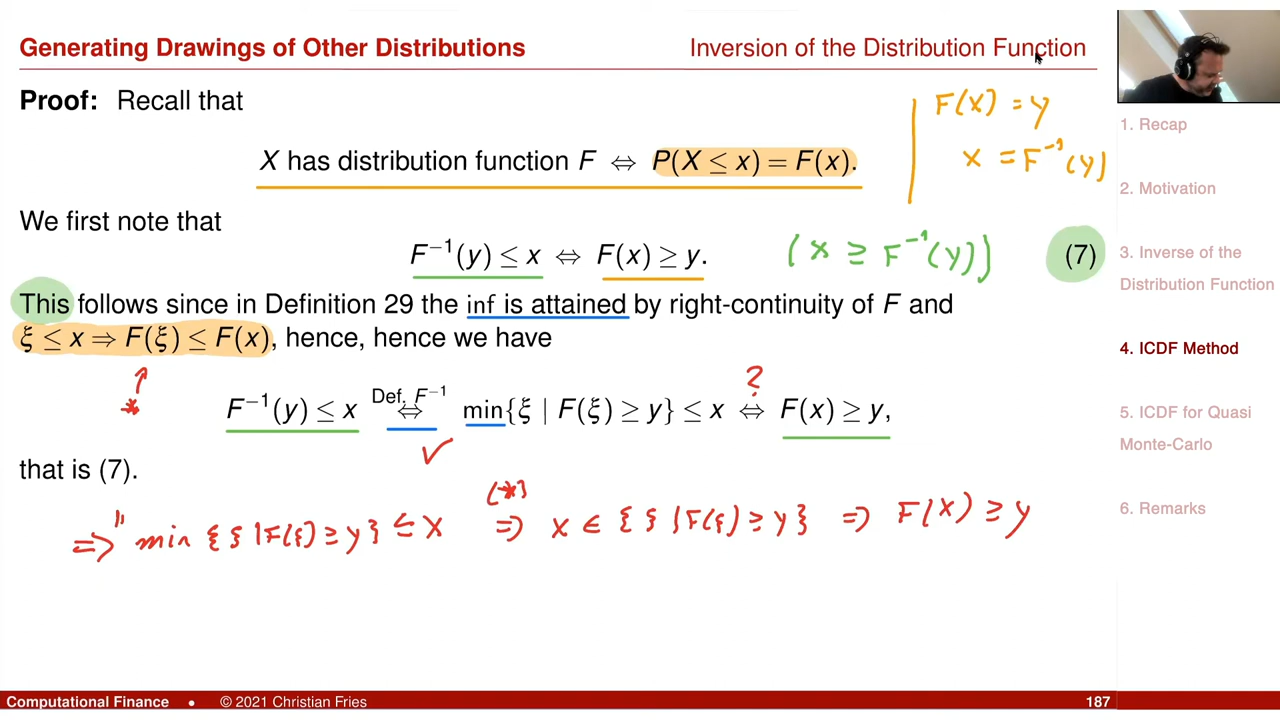 Generating Drawings of Other Distributions
Inversion of the Distribution Function
Proof: Recall that
X has distribution function F ⇔ P(X ≤ x) = F(x).
F(x) = y
x = F⁻¹(y)
We first note that
F⁻¹(y) ≤ x ⇔ F(x) ≥ y.
(x ≥ F⁻¹(y))
(7)
This follows since in Definition 29 the inf is attained by right-continuity of F and
ξ ≤ x ⇒ F(ξ) ≤ F(x), hence, hence we have
*
?
F⁻¹(y) ≤ x Def. F⁻¹ ⇔ min{ξ | F(ξ) ≥ y} ≤ x ⇔ F(x) ≥ y,
✓
that is (7).
(*)
"⇒" min {ξ | F(ξ) ≥ y} ≤ x ⇒ x ∈ {ξ | F(ξ) ≥ y} ⇒ F(x) ≥ y
1. Recap
2. Motivation
3. Inverse of the
Distribution Function
4. ICDF Method
5. ICDF for Quasi
Monte-Carlo
6. Remarks
Computational Finance • © 2021 Christian Fries
187